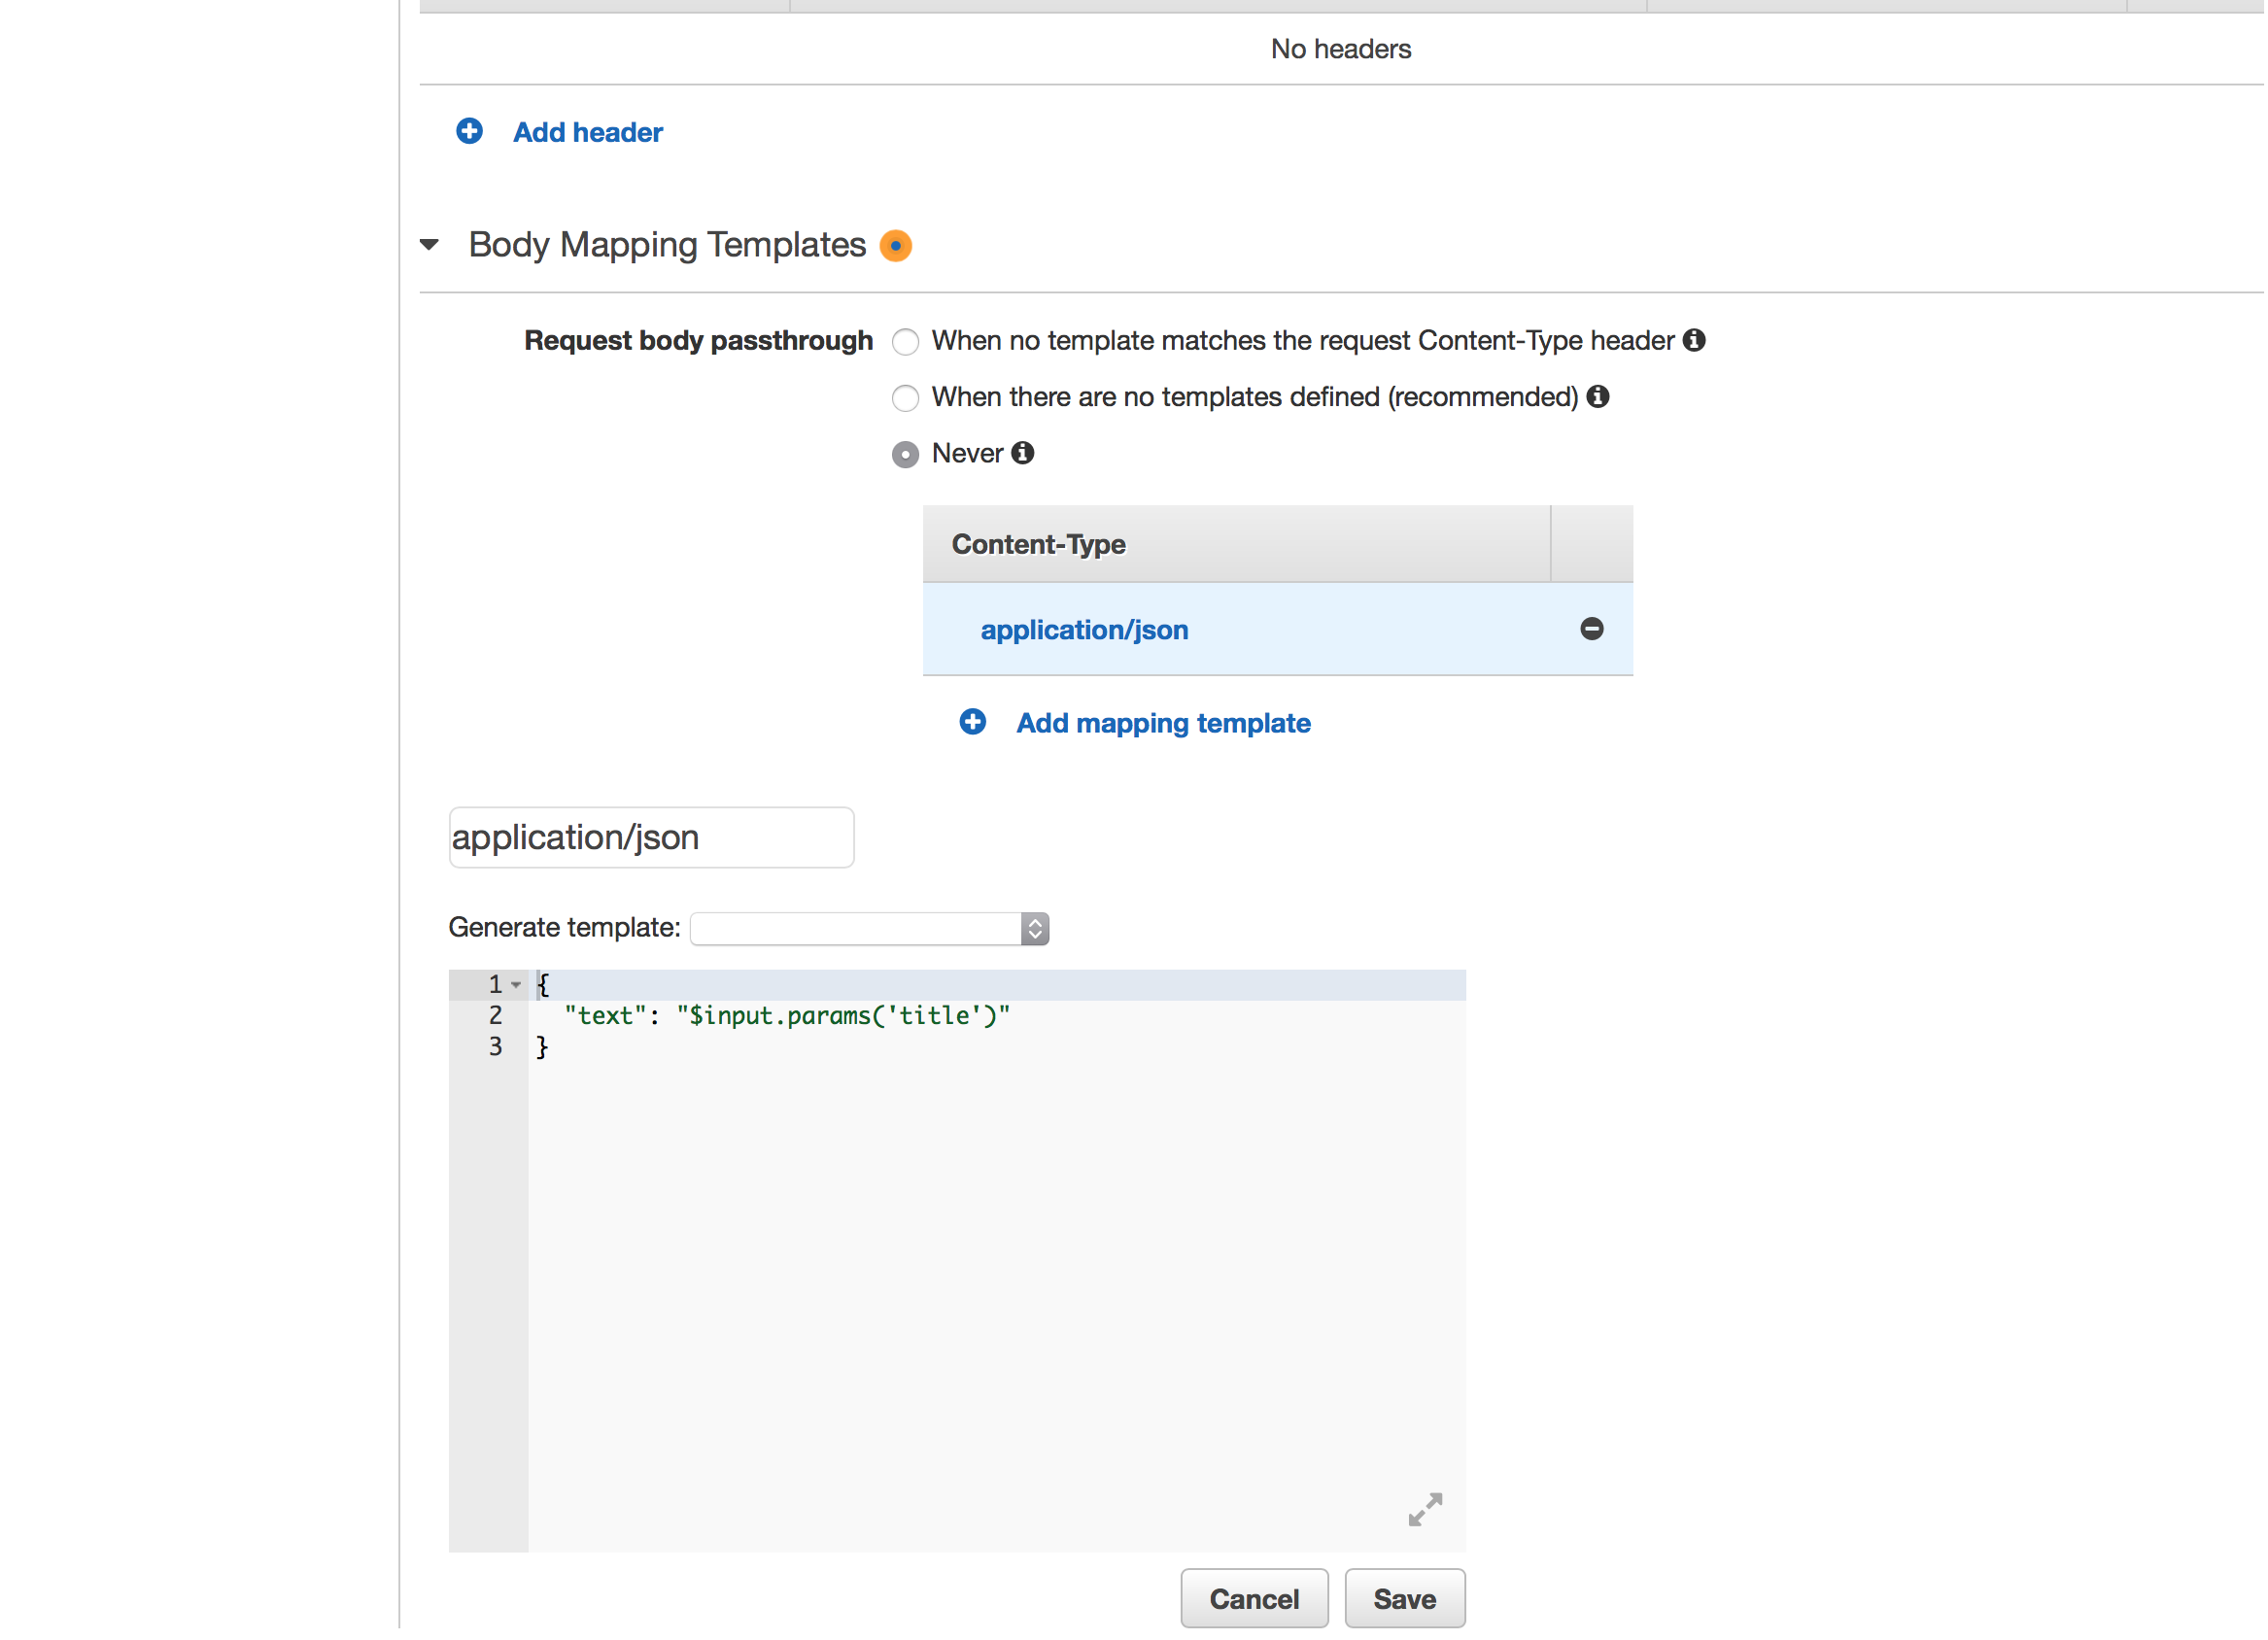 No headers
Add header
Body Mapping Templates
Request body passthrough When no template matches the request Content-Type header
When there are no templates defined (recommended)
Never
Content-Type
application/json
Add mapping template
application/json
Generate template:
1 {
2 "text": "$input.params('title')"
3 }
Cancel Save